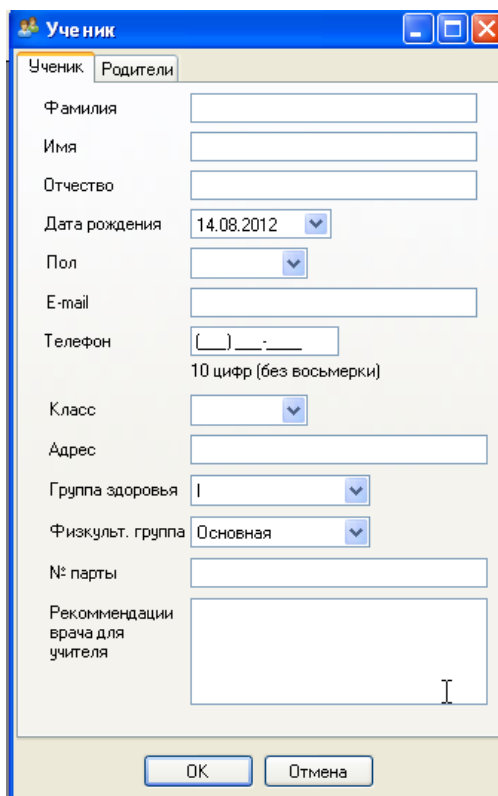 Ученик
Ученик Родители
Фамилия
Имя
Отчество
Дата рождения 14.08.2012
Пол
E-mail
Телефон (___) ___-____
10 цифр (без восьмерки)
Класс
Адрес
Группа здоровья I
Физкульт. группа Основная
№ парты
Рекоммендации
врача для
учителя
OK Отмена